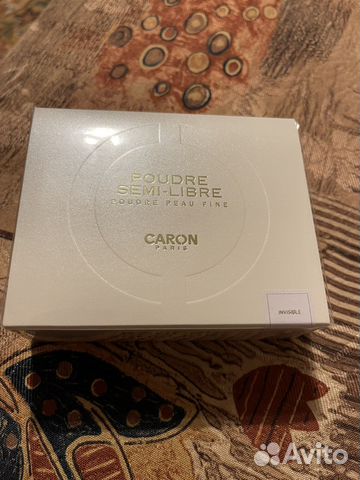 POUDRE
SEMI-LIBRE
POUDRE PEAU FINE
CARON
PARIS
INVISIBLE
Avito